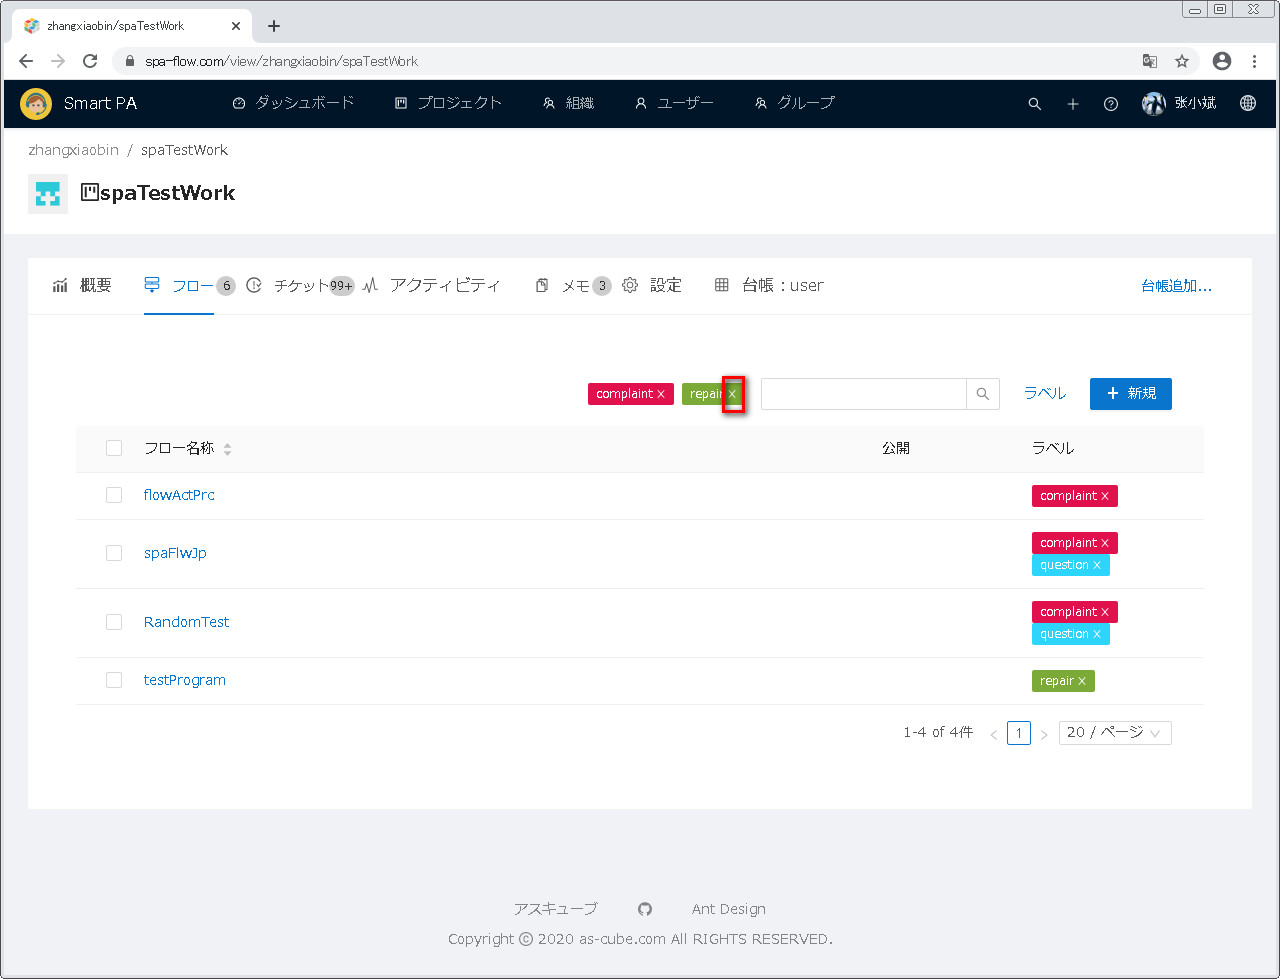 zhangxiaobin/spaTestWork
spa-flow.com/view/zhangxiaobin/spaTestWork
Smart PA ダッシュボード プロジェクト 組織 ユーザー グループ 张小斌
zhangxiaobin / spaTestWork
spaTestWork
概要 フロー 6 チケット 99+ アクティビティ メモ 3 設定 台帳：user 台帳追加...
complaint × repair × ラベル + 新規
フロー名称 公開 ラベル
flowActPrc complaint ×
spaFlwJp complaint ×
question ×
RandomTest complaint ×
question ×
testProgram repair ×
1-4 of 4件 < 1 > 20 / ページ
アスキューブ Ant Design
Copyright © 2020 as-cube.com All RIGHTS RESERVED.